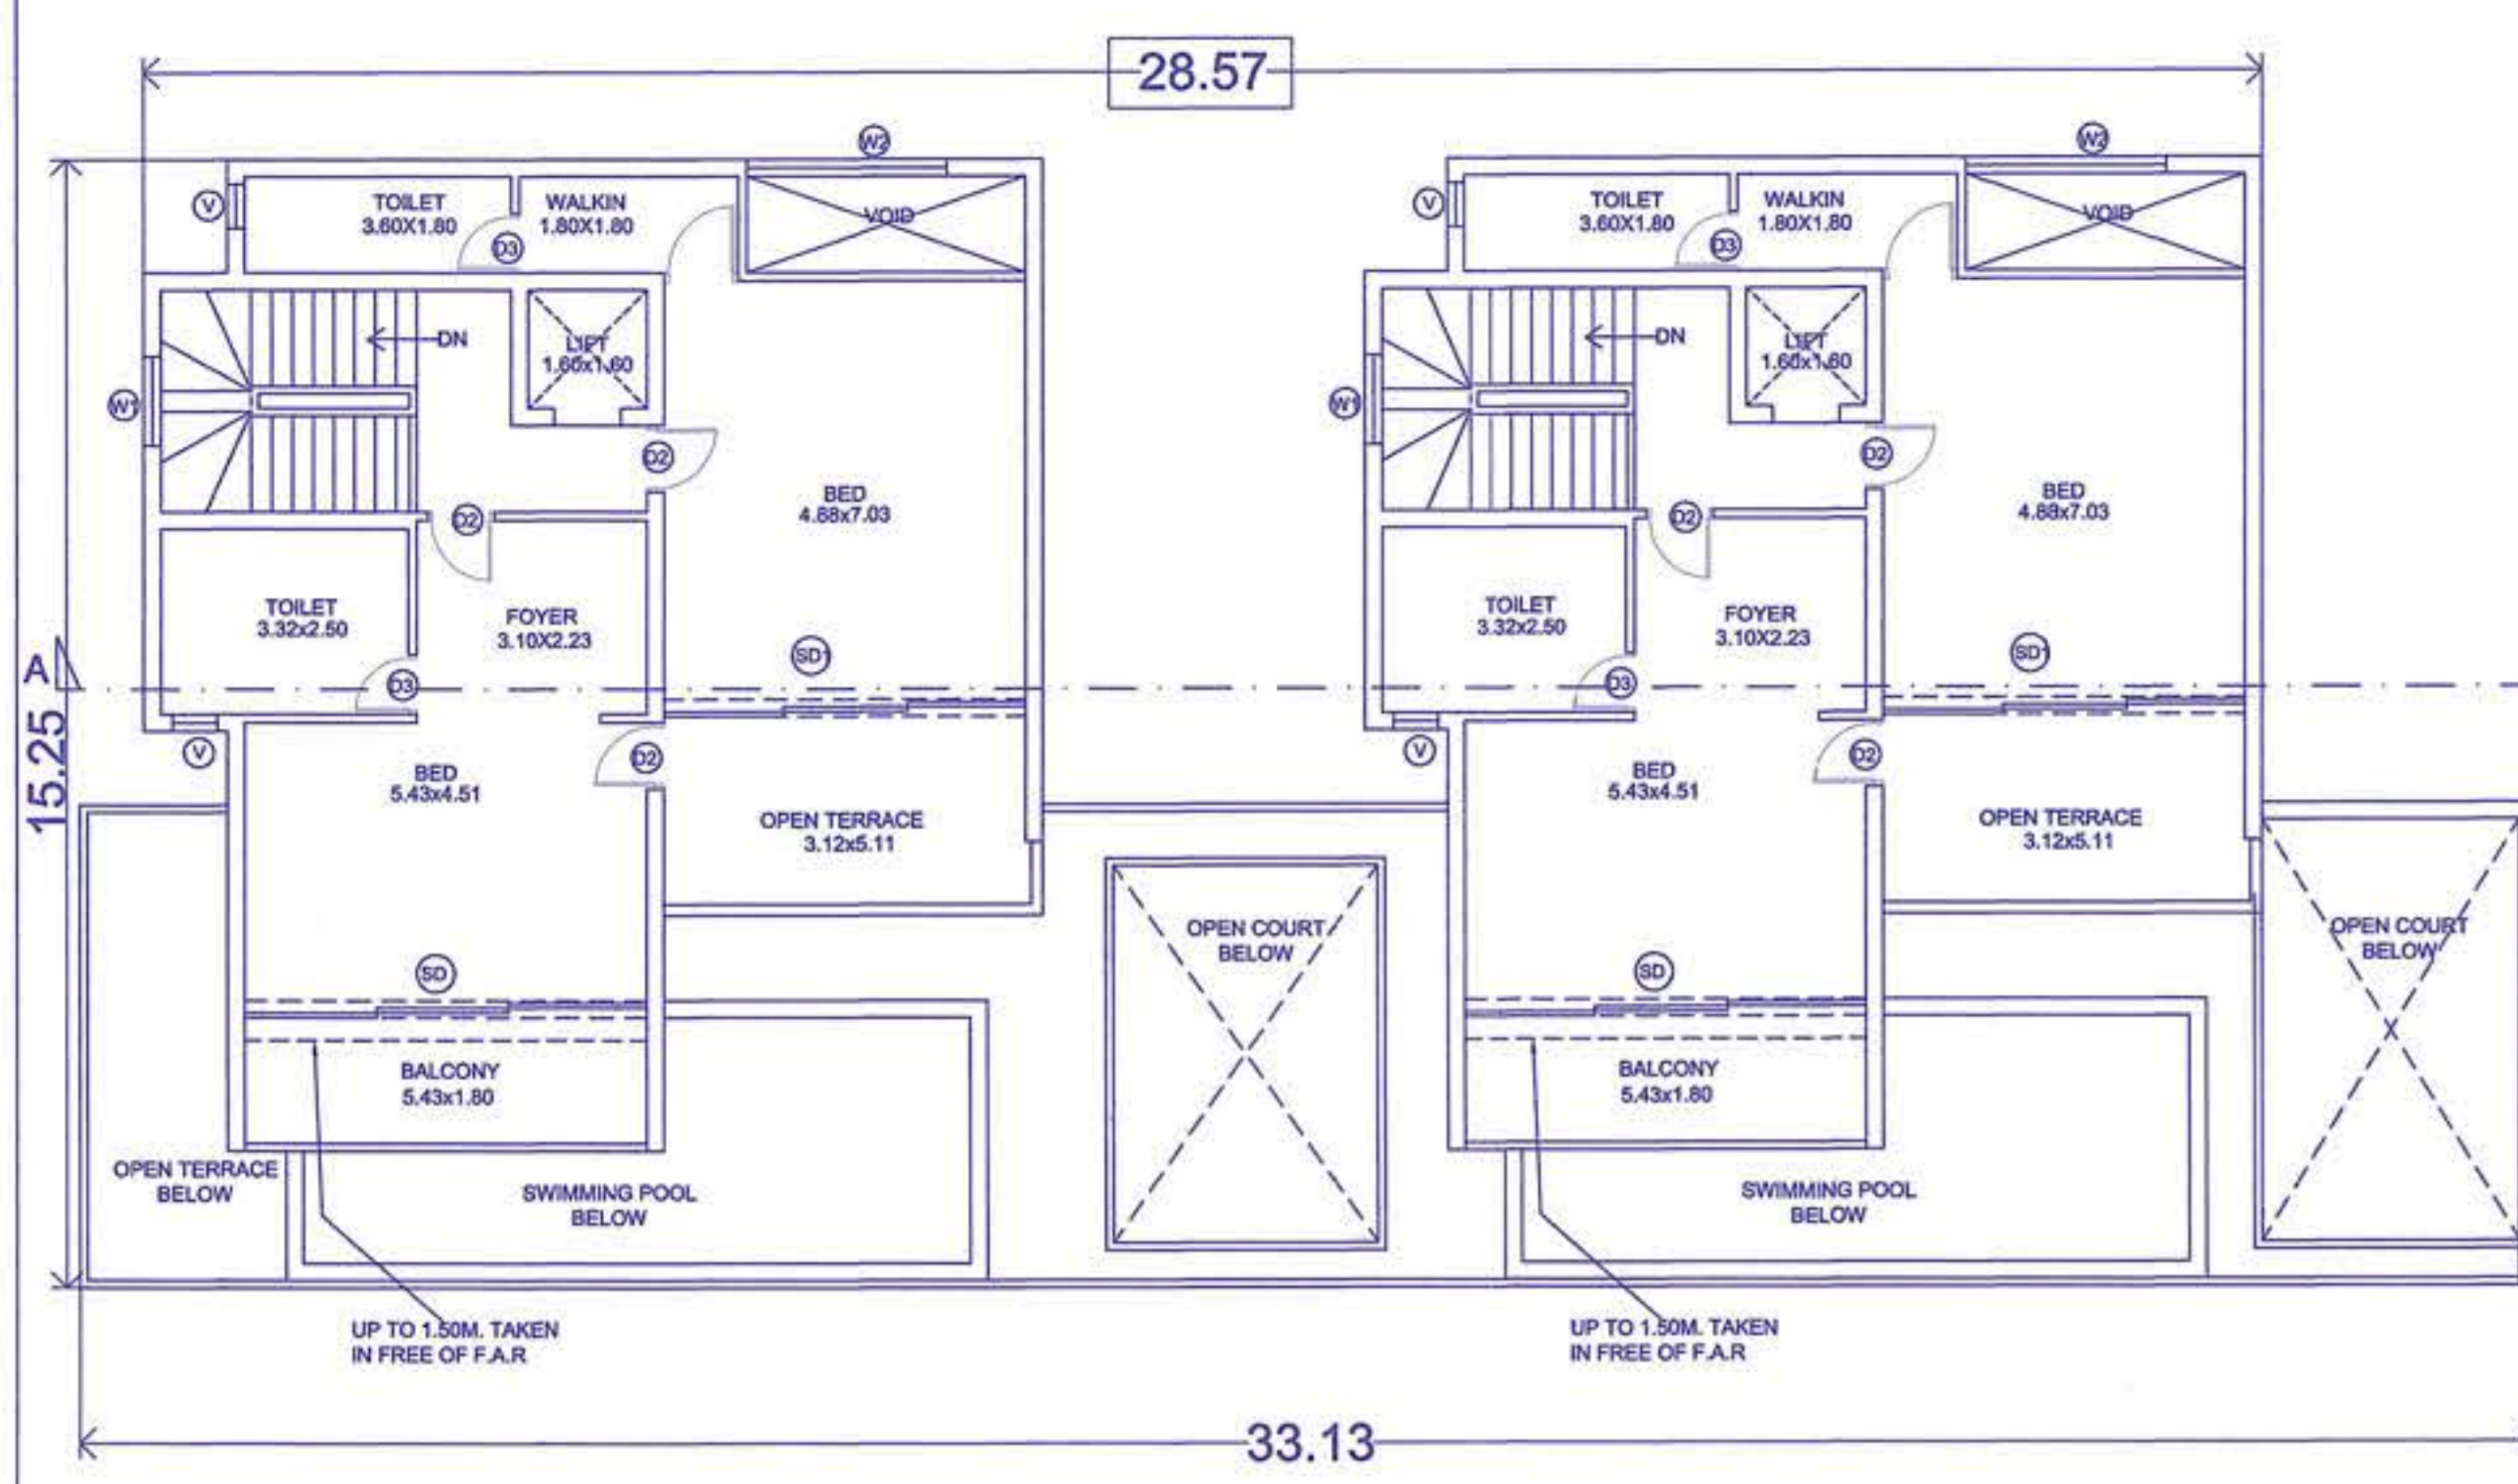 28.57
W2
W2
V
TOILET
3.60X1.80
WALKIN
1.80X1.80
D3
VOID
V
TOILET
3.60X1.80
WALKIN
1.80X1.80
D3
VOID
DN
LIFT
1.60x1.60
DN
LIFT
1.60x1.60
W1
D2
W1
D2
BED
4.88x7.03
BED
4.88x7.03
D2
D2
TOILET
3.32x2.50
FOYER
3.10X2.23
SD1
TOILET
3.32x2.50
FOYER
3.10X2.23
SD1
A
D3
D3
15.25
V
D2
V
D2
BED
5.43x4.51
BED
5.43x4.51
OPEN TERRACE
3.12x5.11
OPEN TERRACE
3.12x5.11
OPEN COURT
BELOW
OPEN COURT
BELOW
SD
SD
BALCONY
5.43x1.80
BALCONY
5.43x1.80
OPEN TERRACE
BELOW
SWIMMING POOL
BELOW
SWIMMING POOL
BELOW
UP TO 1.50M. TAKEN
IN FREE OF F.A.R
UP TO 1.50M. TAKEN
IN FREE OF F.A.R
33.13